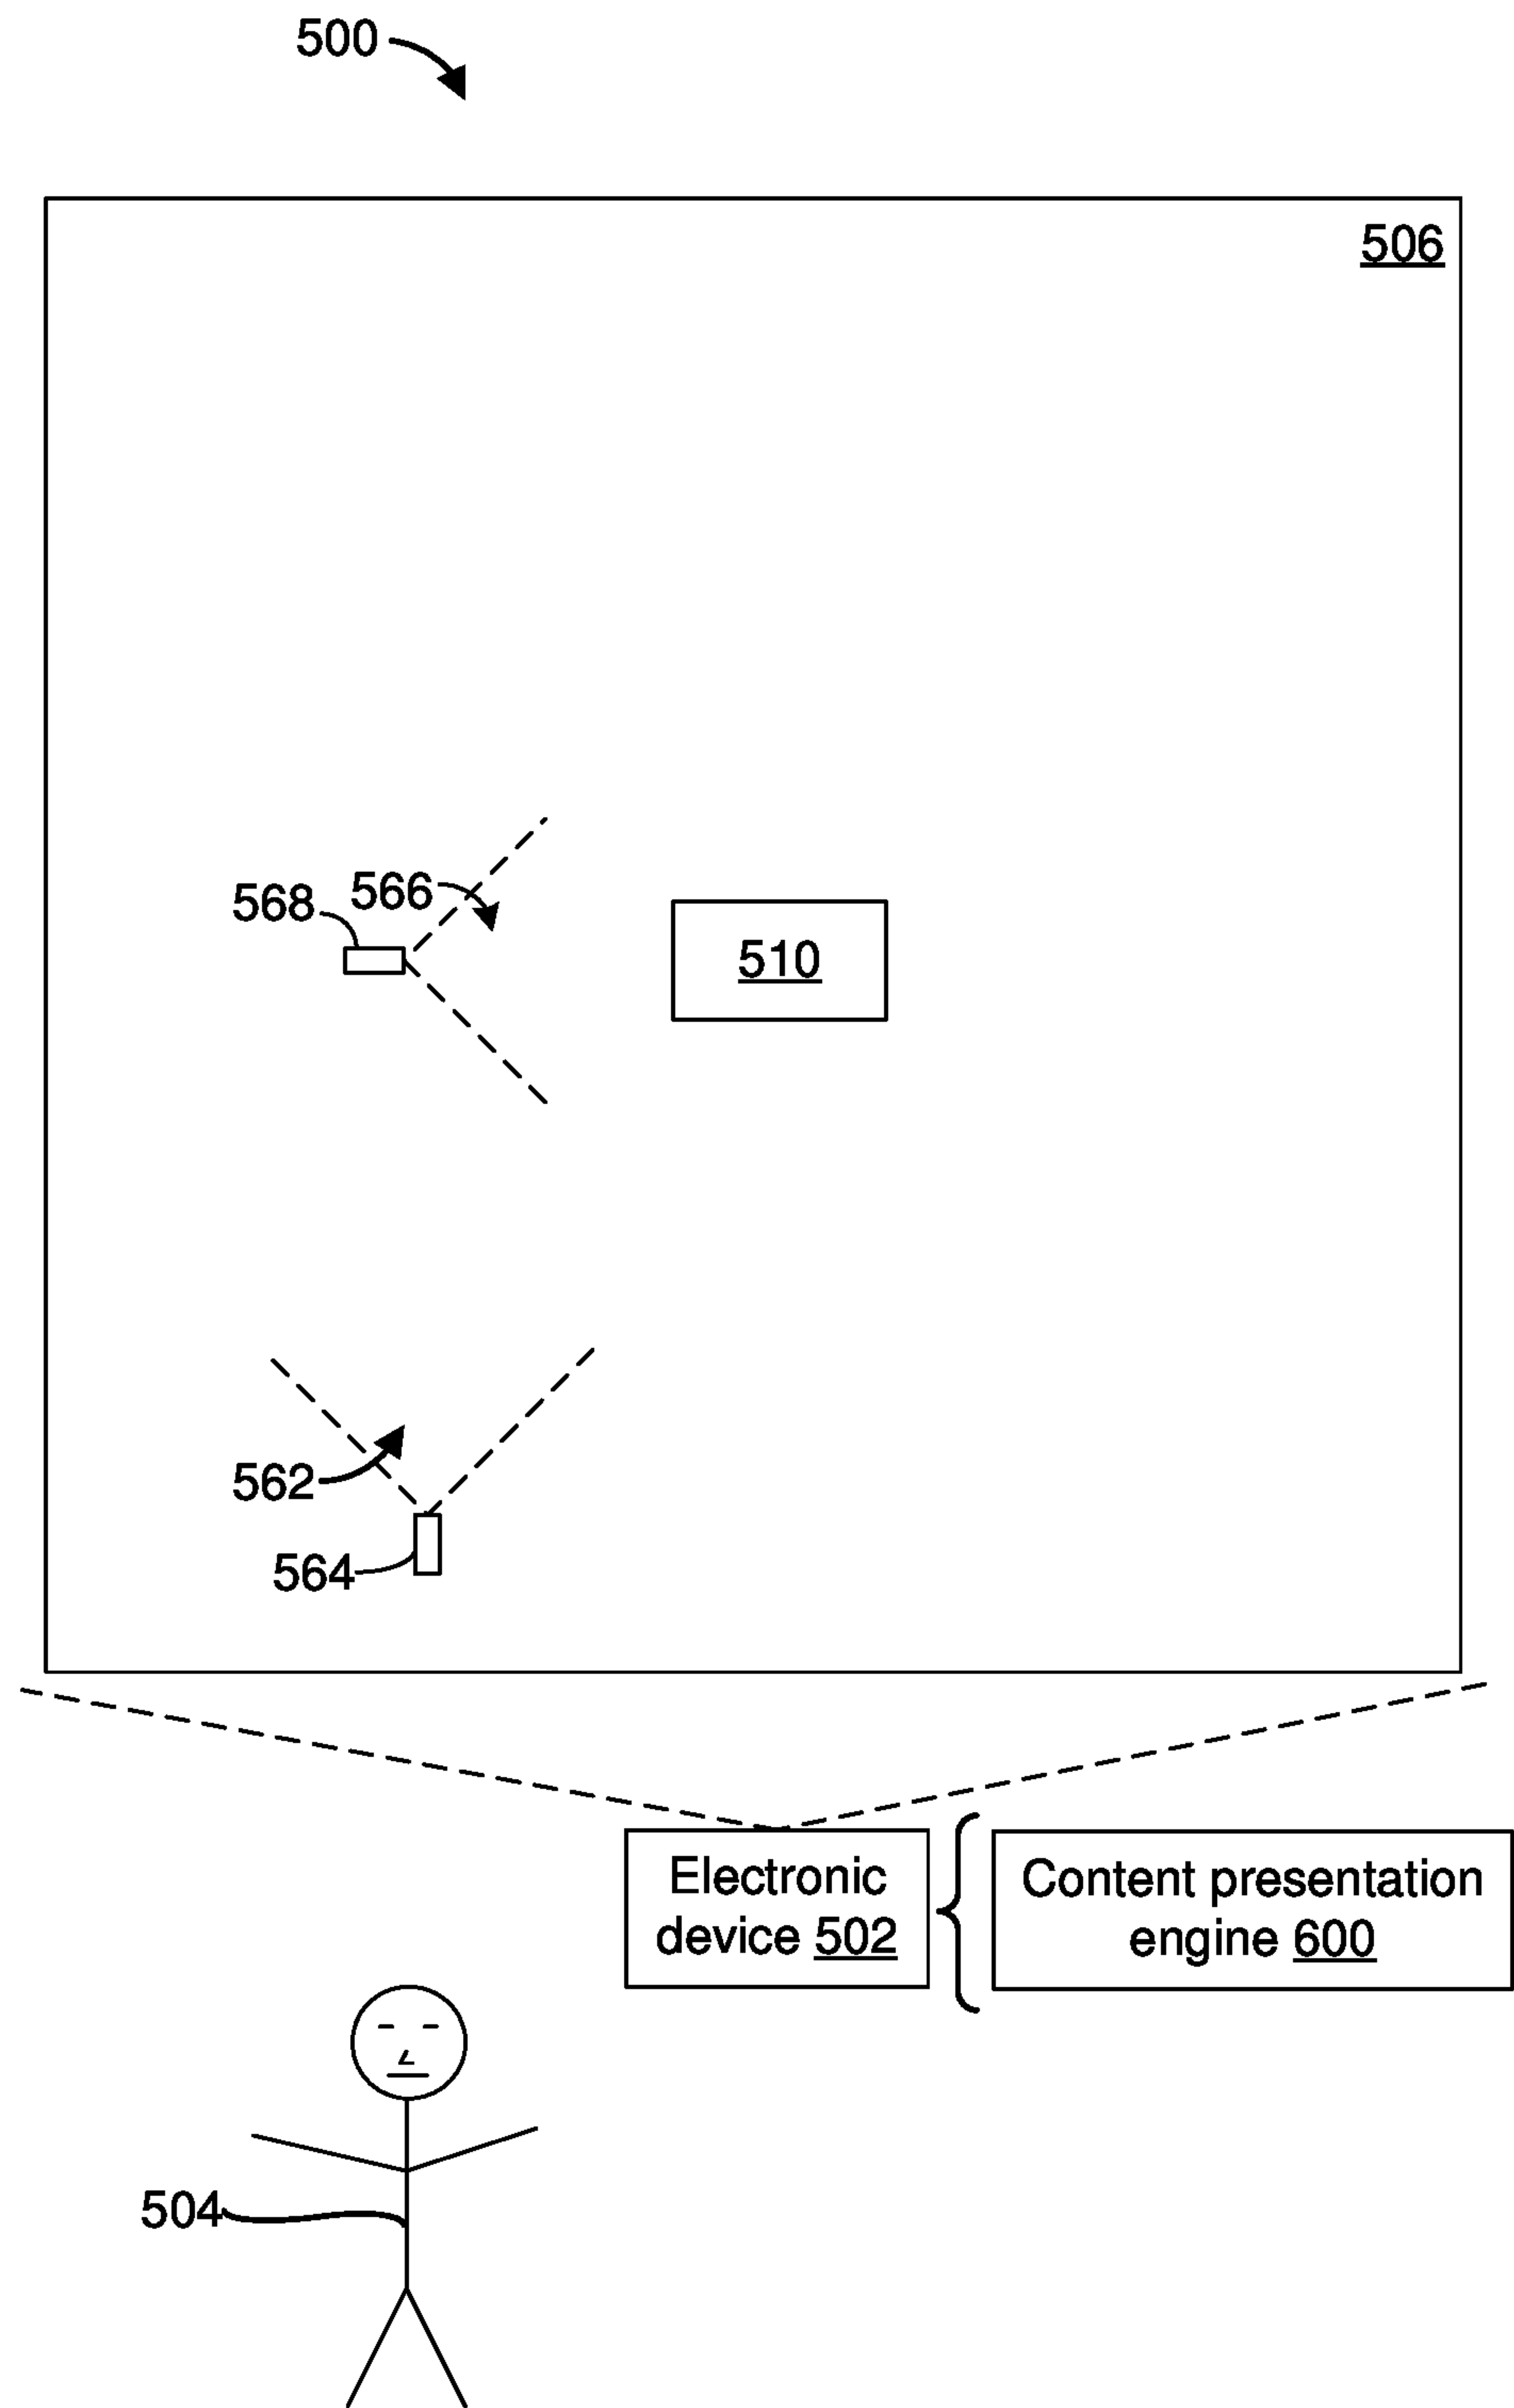 500
506
568
566
510
562
564
Electronic
device 502
Content presentation
engine 600
504